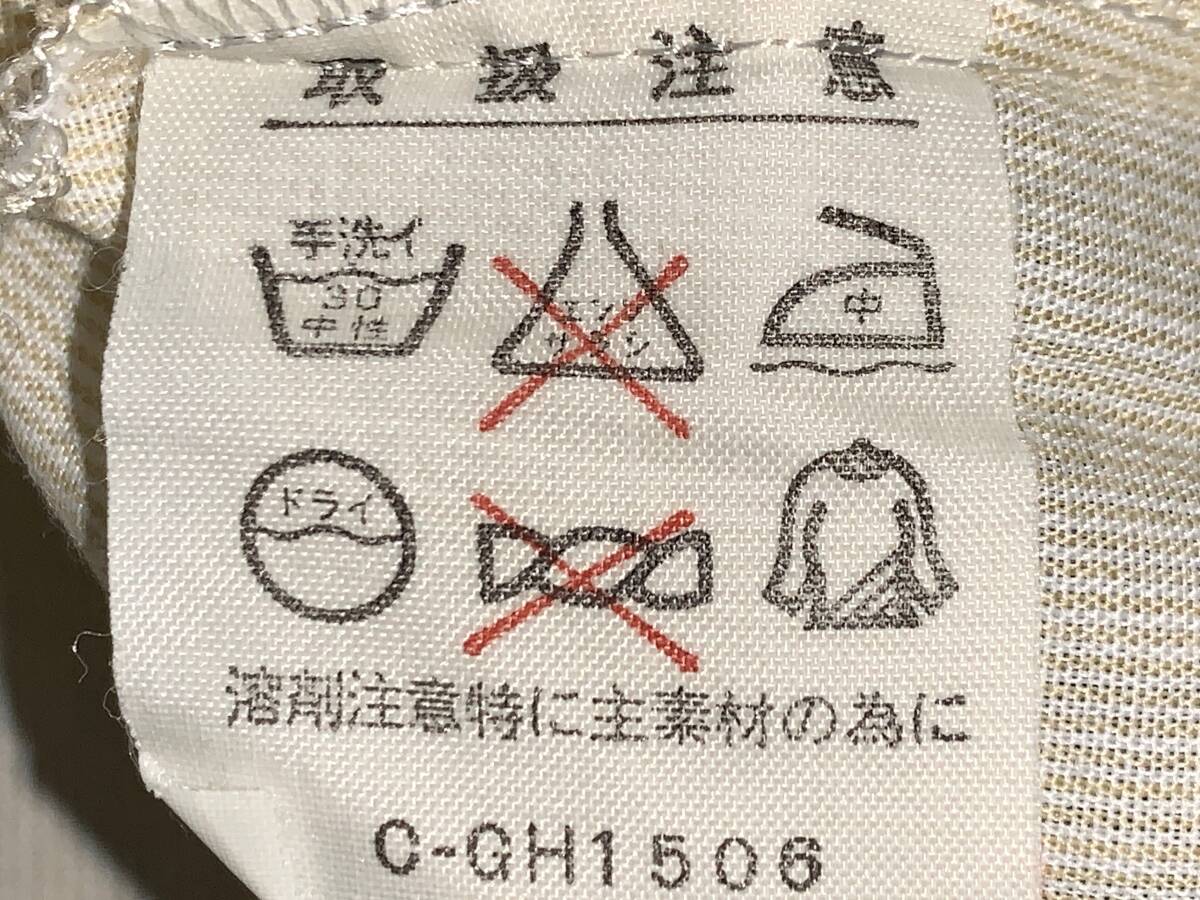 取扱注意
手洗イ
30
中性
エンソ
サラシ
中
ドライ
溶剤注意特に主素材の為に
C-GH1506